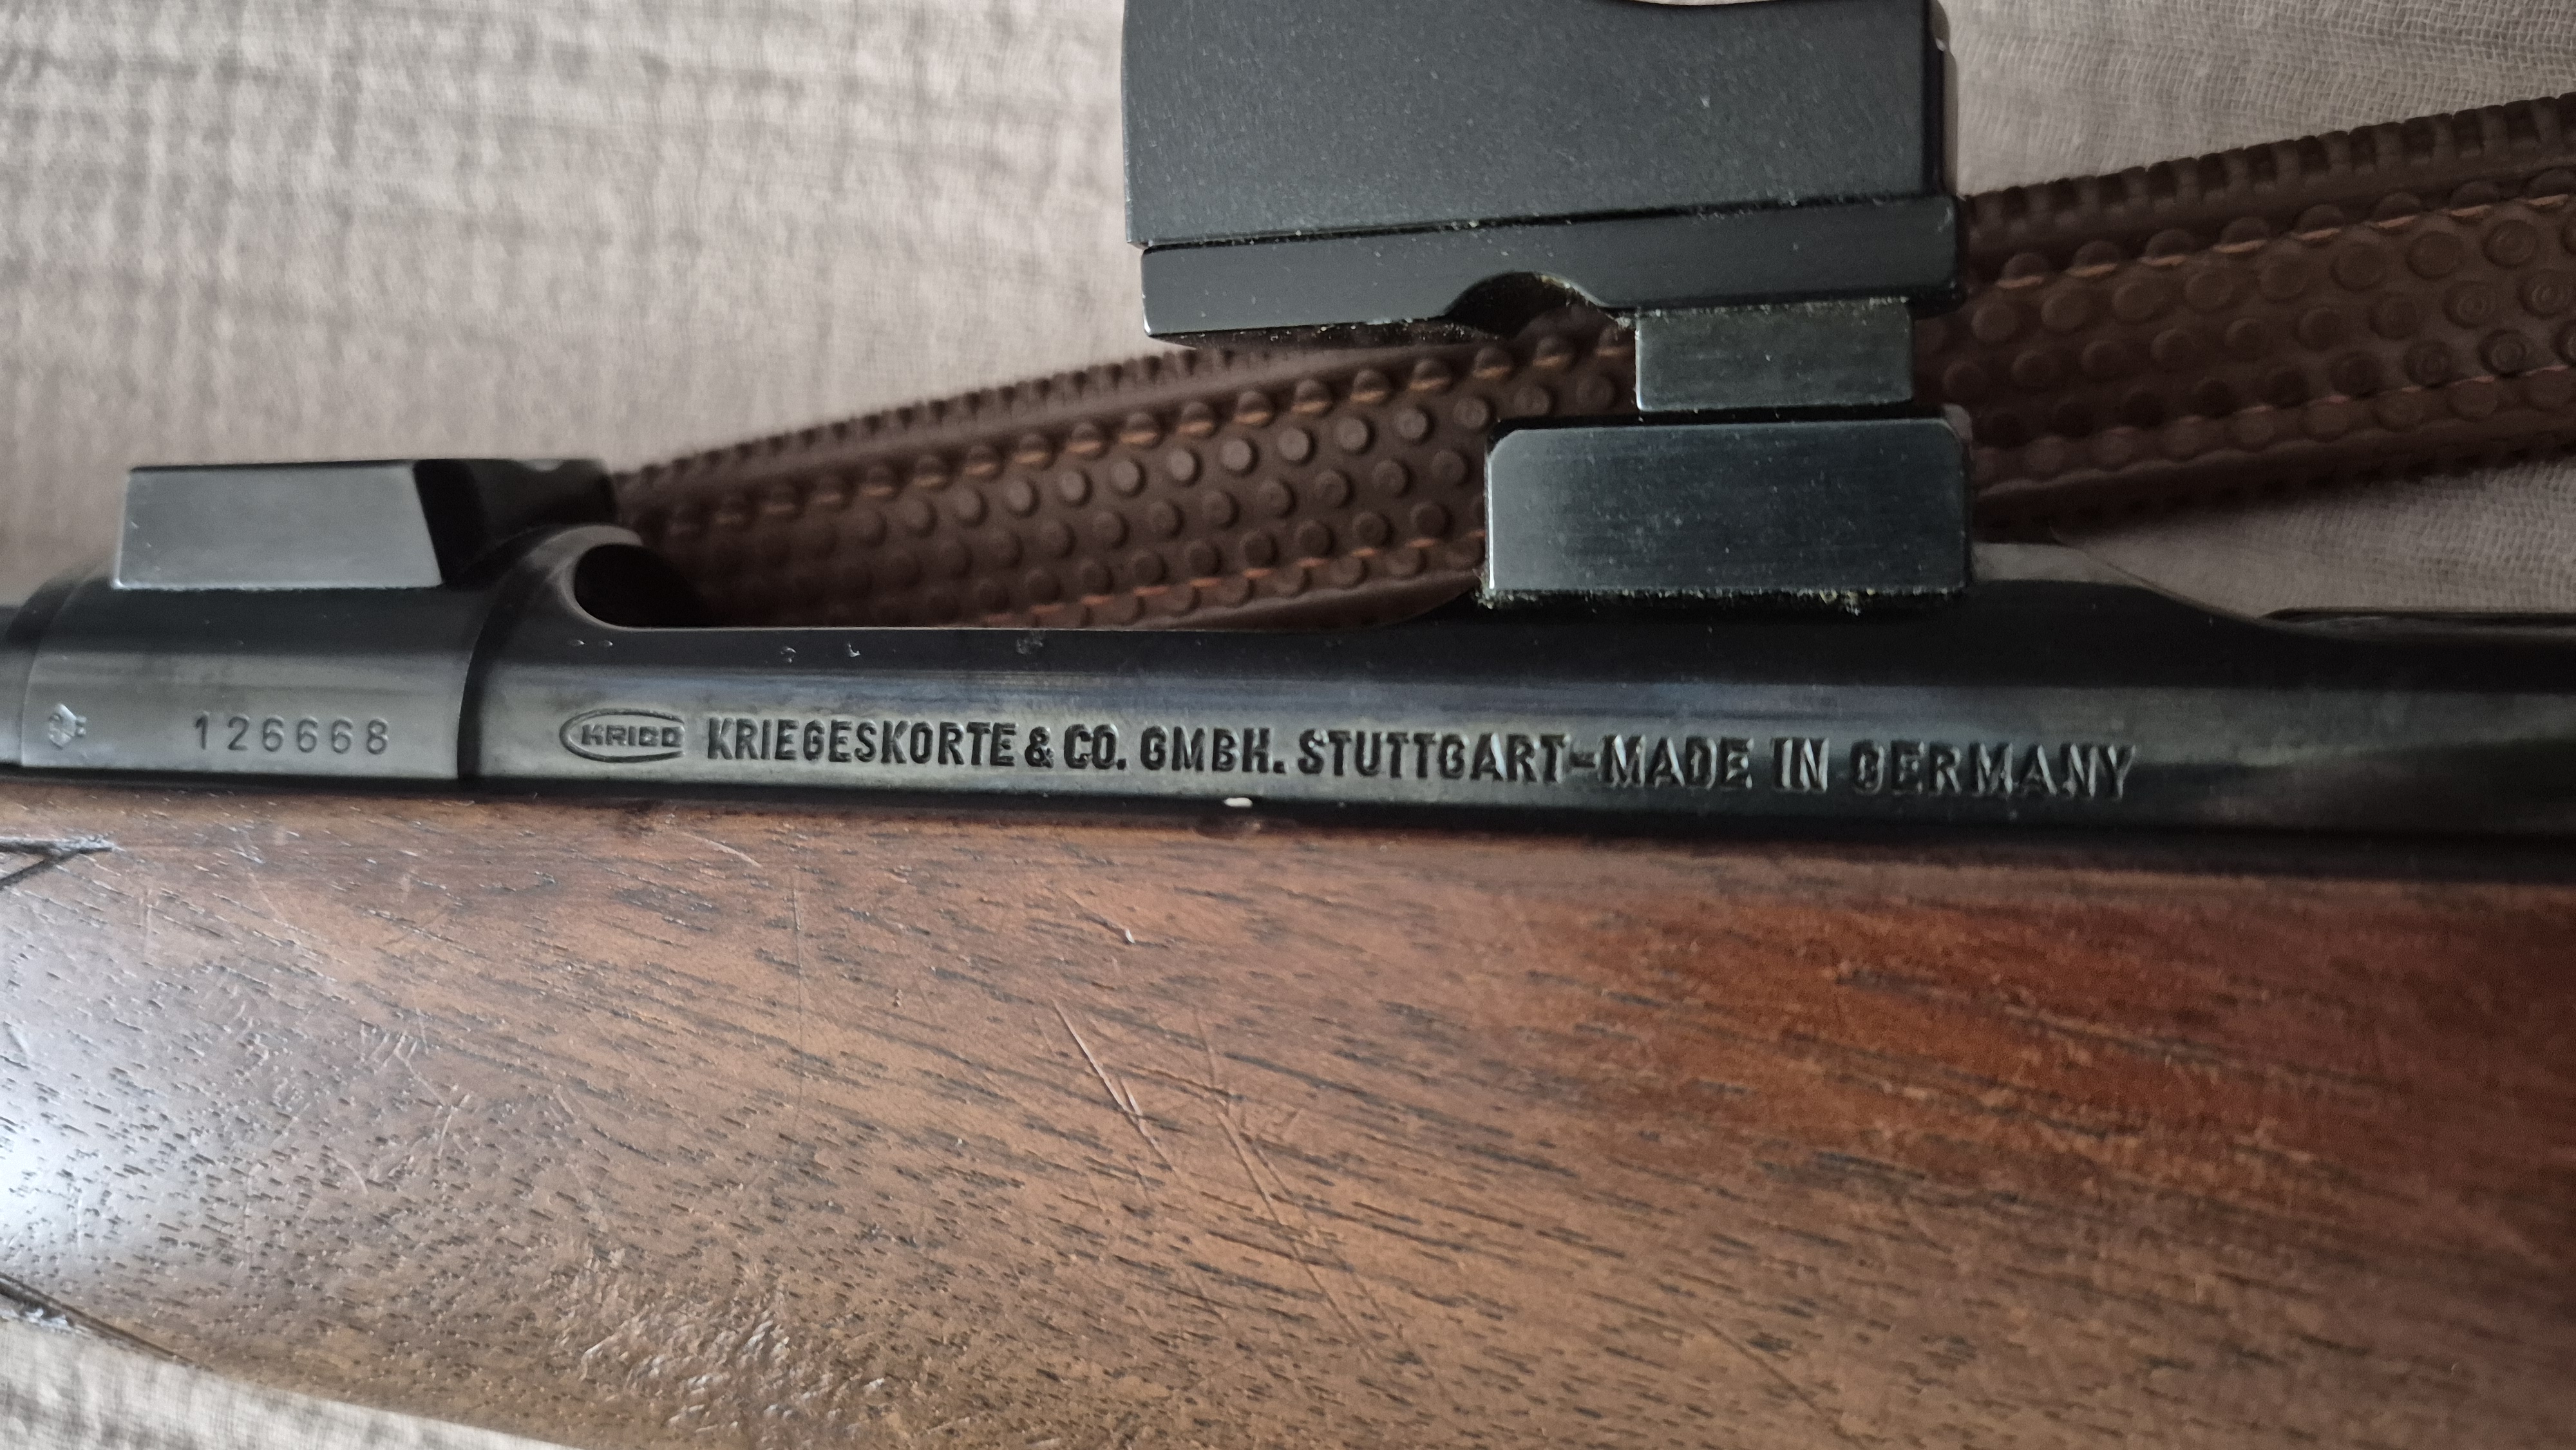 126668
KRICO KRIEGESKORTE & CO. GMBH. STUTTGART-MADE IN GERMANY